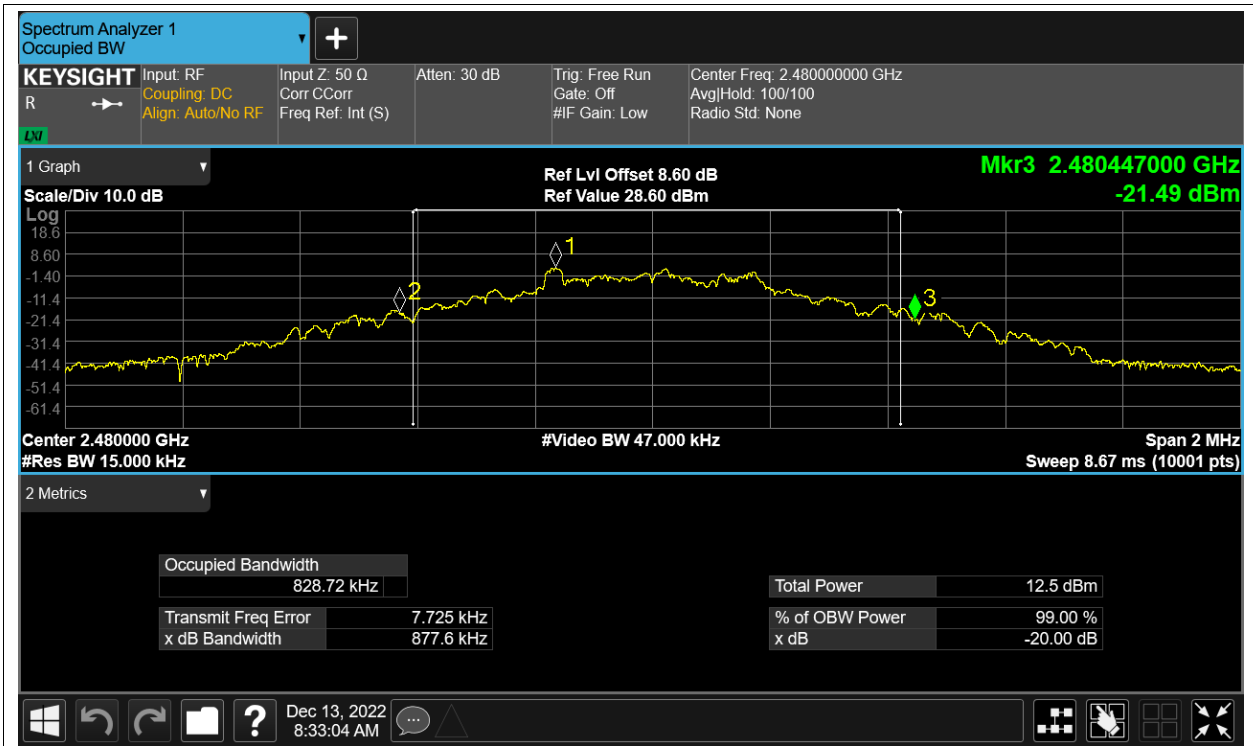 Spectrum Analyzer 1
Occupied BW
KEYSIGHT
R
LXI
Input: RF
Coupling: DC
Align: Auto/No RF
Input Z: 50 Ω
Corr CCorr
Freq Ref: Int (S)
Atten: 30 dB
Trig: Free Run
Gate: Off
#IF Gain: Low
Center Freq: 2.480000000 GHz
Avg|Hold: 100/100
Radio Std: None
1 Graph
Scale/Div 10.0 dB
Ref Lvl Offset 8.60 dB
Ref Value 28.60 dBm
Mkr3 2.480447000 GHz
-21.49 dBm
Log
18.6
8.60
-1.40
-11.4
-21.4
-31.4
-41.4
-51.4
-61.4
1
2
3
Center 2.480000 GHz
#Video BW 47.000 kHz
Span 2 MHz
#Res BW 15.000 kHz
Sweep 8.67 ms (10001 pts)
2 Metrics
Occupied Bandwidth
828.72 kHz
Total Power 12.5 dBm
Transmit Freq Error 7.725 kHz
% of OBW Power 99.00 %
x dB Bandwidth 877.6 kHz
x dB -20.00 dB
?
Dec 13, 2022
8:33:04 AM